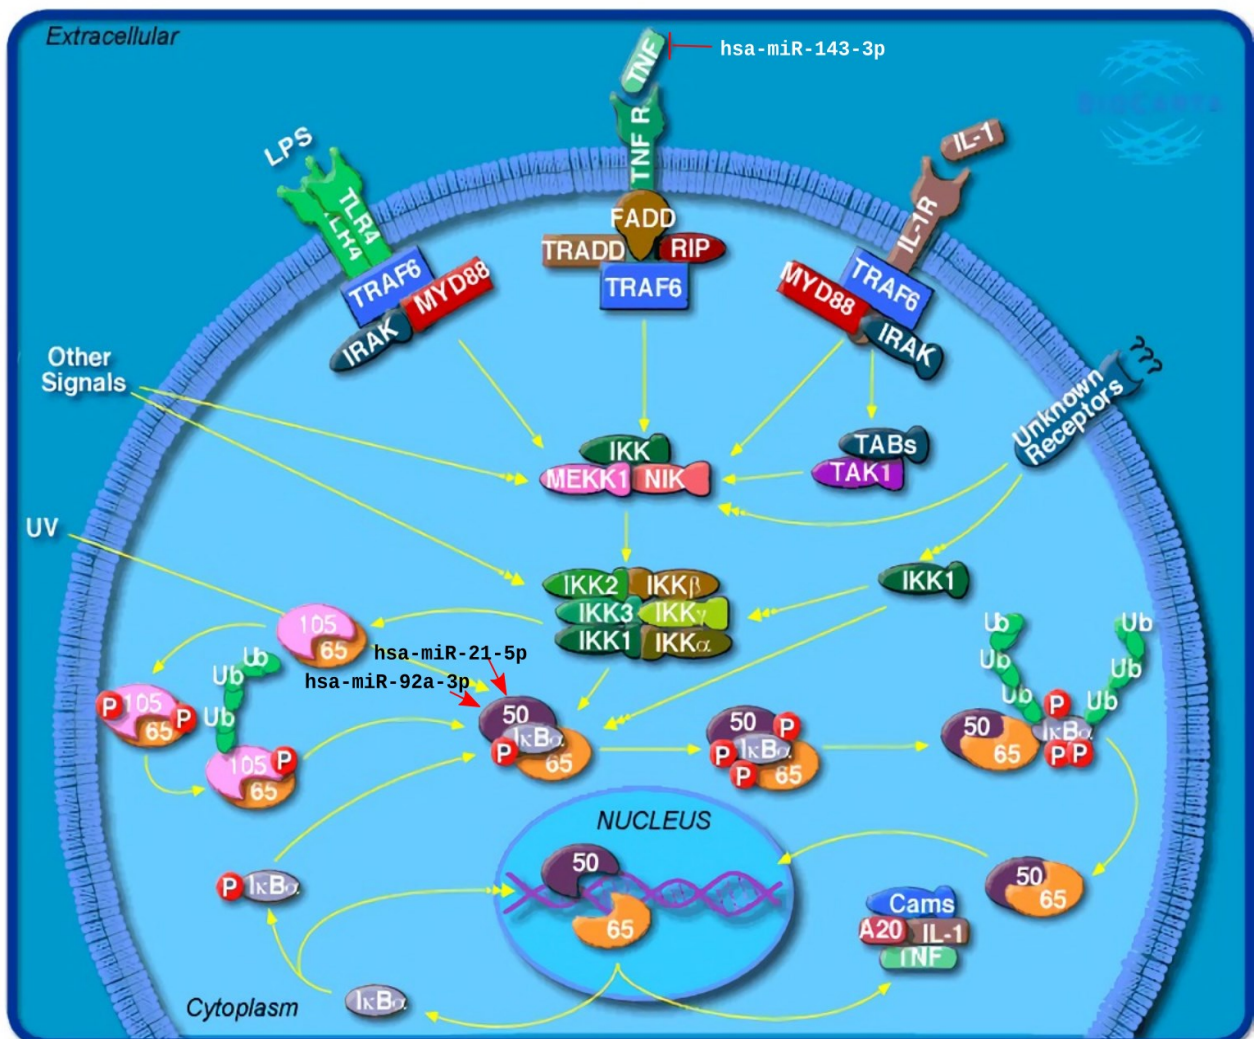 Extracellular
TNF
hsa-miR-143-3p
BIOCARTA
LPS
TNF R
IL-1
TLR4
TLR4
IL-1R
FADD
TRADD
RIP
TRAF6
TRAF6
MYD88
IRAK
MYD88
TRAF6
IRAK
Other
Signals
???
Unknown
Receptors
IKK
MEKK1
NIK
TABs
TAK1
UV
IKK2
IKKβ
IKK3
IKKγ
IKK1
IKKα
IKK1
105
65
hsa-miR-21-5p
hsa-miR-92a-3p
Ub
Ub
Ub
P
105
65
P
105
P
65
50
IκBα
P
65
50
P
IκBα
P
P
65
Ub
Ub
Ub
Ub
Ub
Ub
P
50
IκBα
65
P
P
NUCLEUS
50
65
50
65
P
IκBα
Cams
A20
IL-1
TNF
IκBα
Cytoplasm